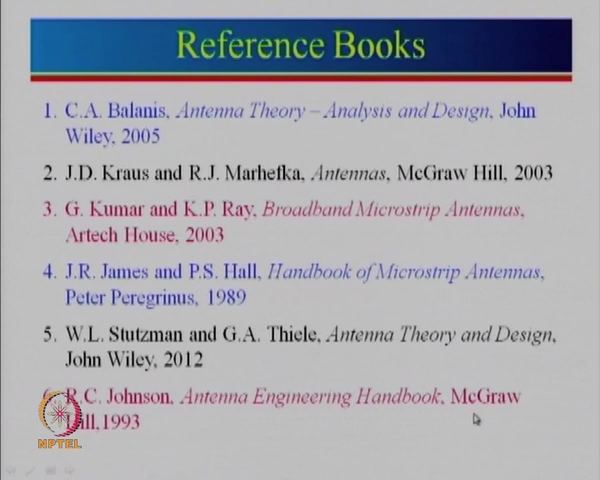 Reference Books
1. C.A. Balanis, Antenna Theory – Analysis and Design, John
Wiley, 2005
2. J.D. Kraus and R.J. Marhefka, Antennas, McGraw Hill, 2003
3. G. Kumar and K.P. Ray, Broadband Microstrip Antennas,
Artech House, 2003
4. J.R. James and P.S. Hall, Handbook of Microstrip Antennas,
Peter Peregrinus, 1989
5. W.L. Stutzman and G.A. Thiele, Antenna Theory and Design,
John Wiley, 2012
6. R.C. Johnson, Antenna Engineering Handbook, McGraw
Hill,1993
NPTEL